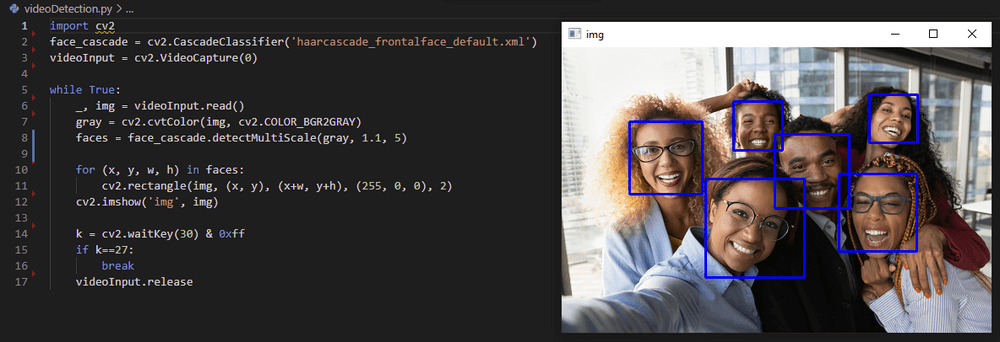 videoDetection.py > ...
1 import cv2
2 face_cascade = cv2.CascadeClassifier('haarcascade_frontalface_default.xml')
3 videoInput = cv2.VideoCapture(0)
4
5 while True:
6     _, img = videoInput.read()
7     gray = cv2.cvtColor(img, cv2.COLOR_BGR2GRAY)
8     faces = face_cascade.detectMultiScale(gray, 1.1, 5)
9
10     for (x, y, w, h) in faces:
11         cv2.rectangle(img, (x, y), (x+w, y+h), (255, 0, 0), 2)
12     cv2.imshow('img', img)
13
14     k = cv2.waitKey(30) & 0xff
15     if k==27:
16         break
17     videoInput.release
img